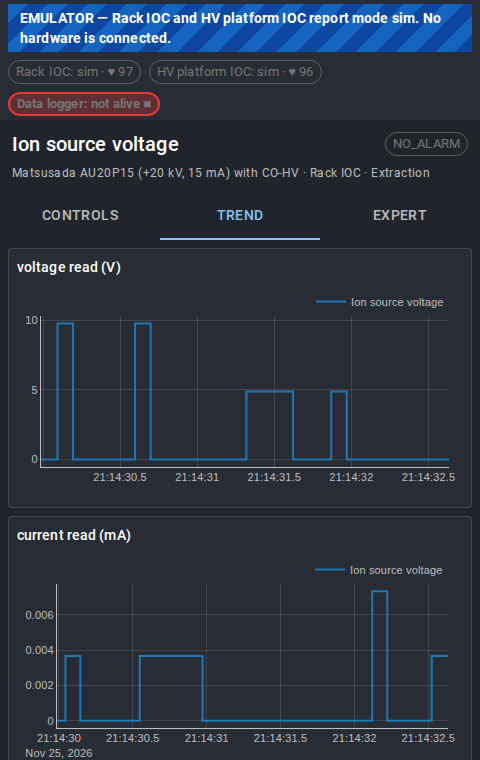 EMULATOR — Rack IOC and HV platform IOC report mode sim. No
hardware is connected.
Rack IOC: sim · ♥ 97
HV platform IOC: sim · ♥ 96
Data logger: not alive ■
Ion source voltage
NO_ALARM
Matsusada AU20P15 (+20 kV, 15 mA) with CO-HV · Rack IOC · Extraction
CONTROLS
TREND
EXPERT
voltage read (V)
Ion source voltage
10
5
0
21:14:30.5
21:14:31
21:14:31.5
21:14:32
21:14:32.5
current read (mA)
Ion source voltage
0.006
0.004
0.002
0
21:14:30
21:14:30.5
21:14:31
21:14:31.5
21:14:32
21:14:32.5
Nov 25, 2026